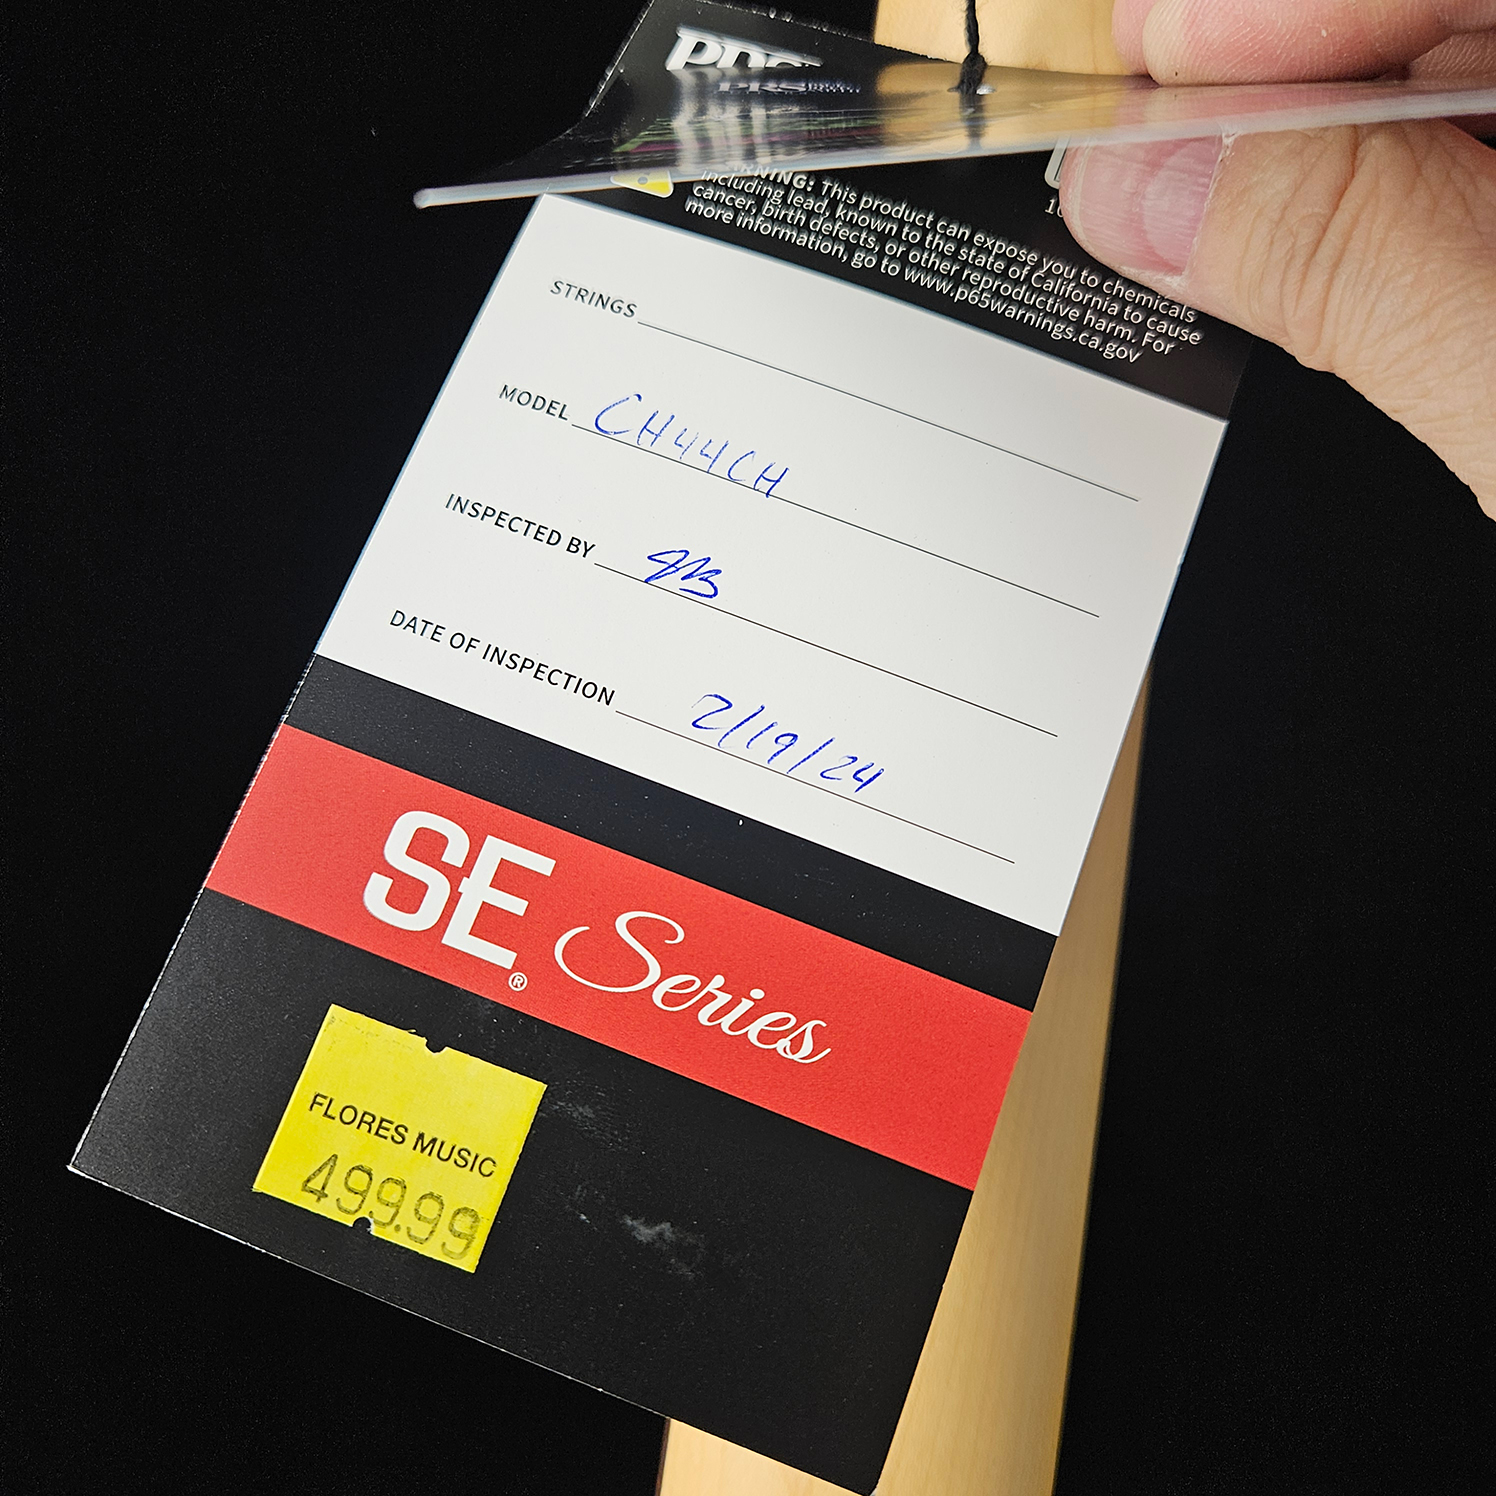 PRS
WARNING: This product can expose you to chemicals
including lead, known to the state of California to cause
cancer, birth defects, or other reproductive harm. For
more information, go to www.p65warnings.ca.gov
STRINGS
MODEL CH44CH
INSPECTED BY JB
DATE OF INSPECTION 2/19/24
SE® Series
FLORES MUSIC
499.99